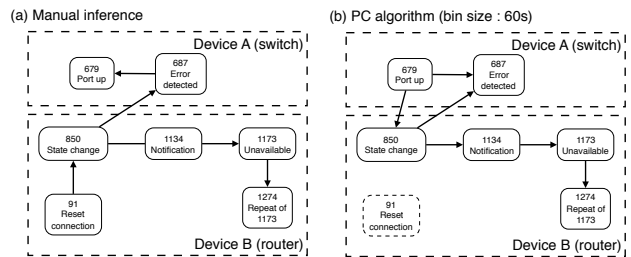 (a) Manual inference
Device A (switch)
679
Port up
687
Error
detected
850
State change
1134
Notification
1173
Unavailable
91
Reset
connection
1274
Repeat of
1173
Device B (router)
(b) PC algorithm (bin size : 60s)
Device A (switch)
679
Port up
687
Error
detected
850
State change
1134
Notification
1173
Unavailable
91
Reset
connection
1274
Repeat of
1173
Device B (router)